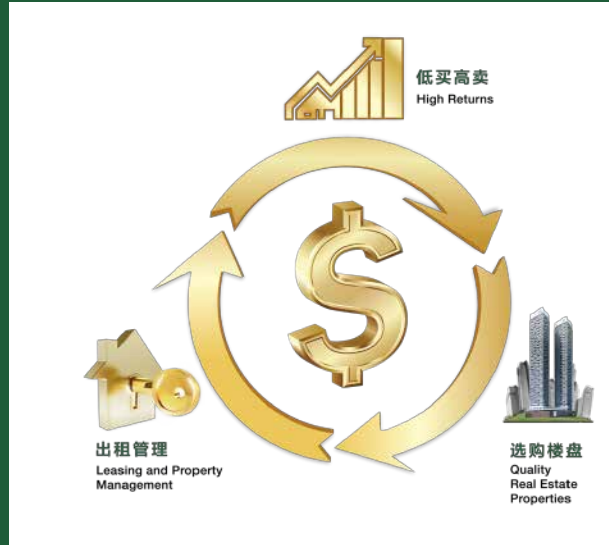 低买高卖
High Returns
出租管理
Leasing and Property
Management
选购楼盘
Quality
Real Estate
Properties